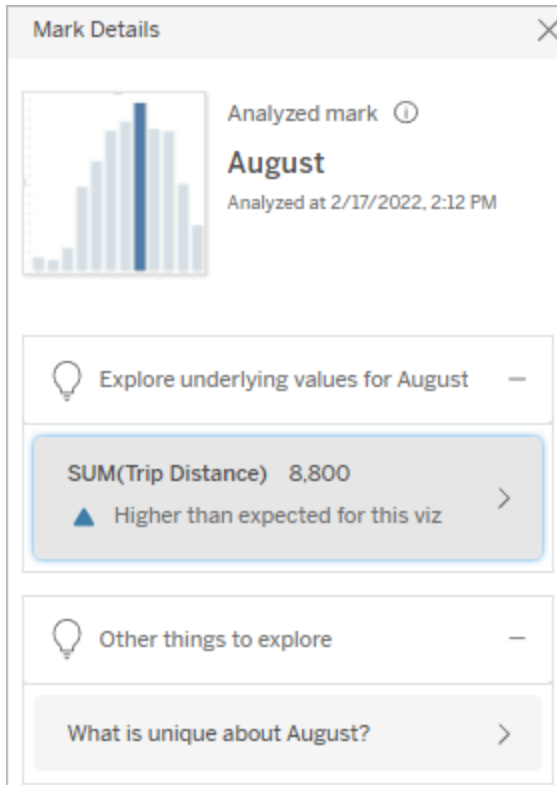 Mark Details
Analyzed mark
August
Analyzed at 2/17/2022, 2:12 PM
Explore underlying values for August
SUM(Trip Distance) 8,800
Higher than expected for this viz
Other things to explore
What is unique about August?